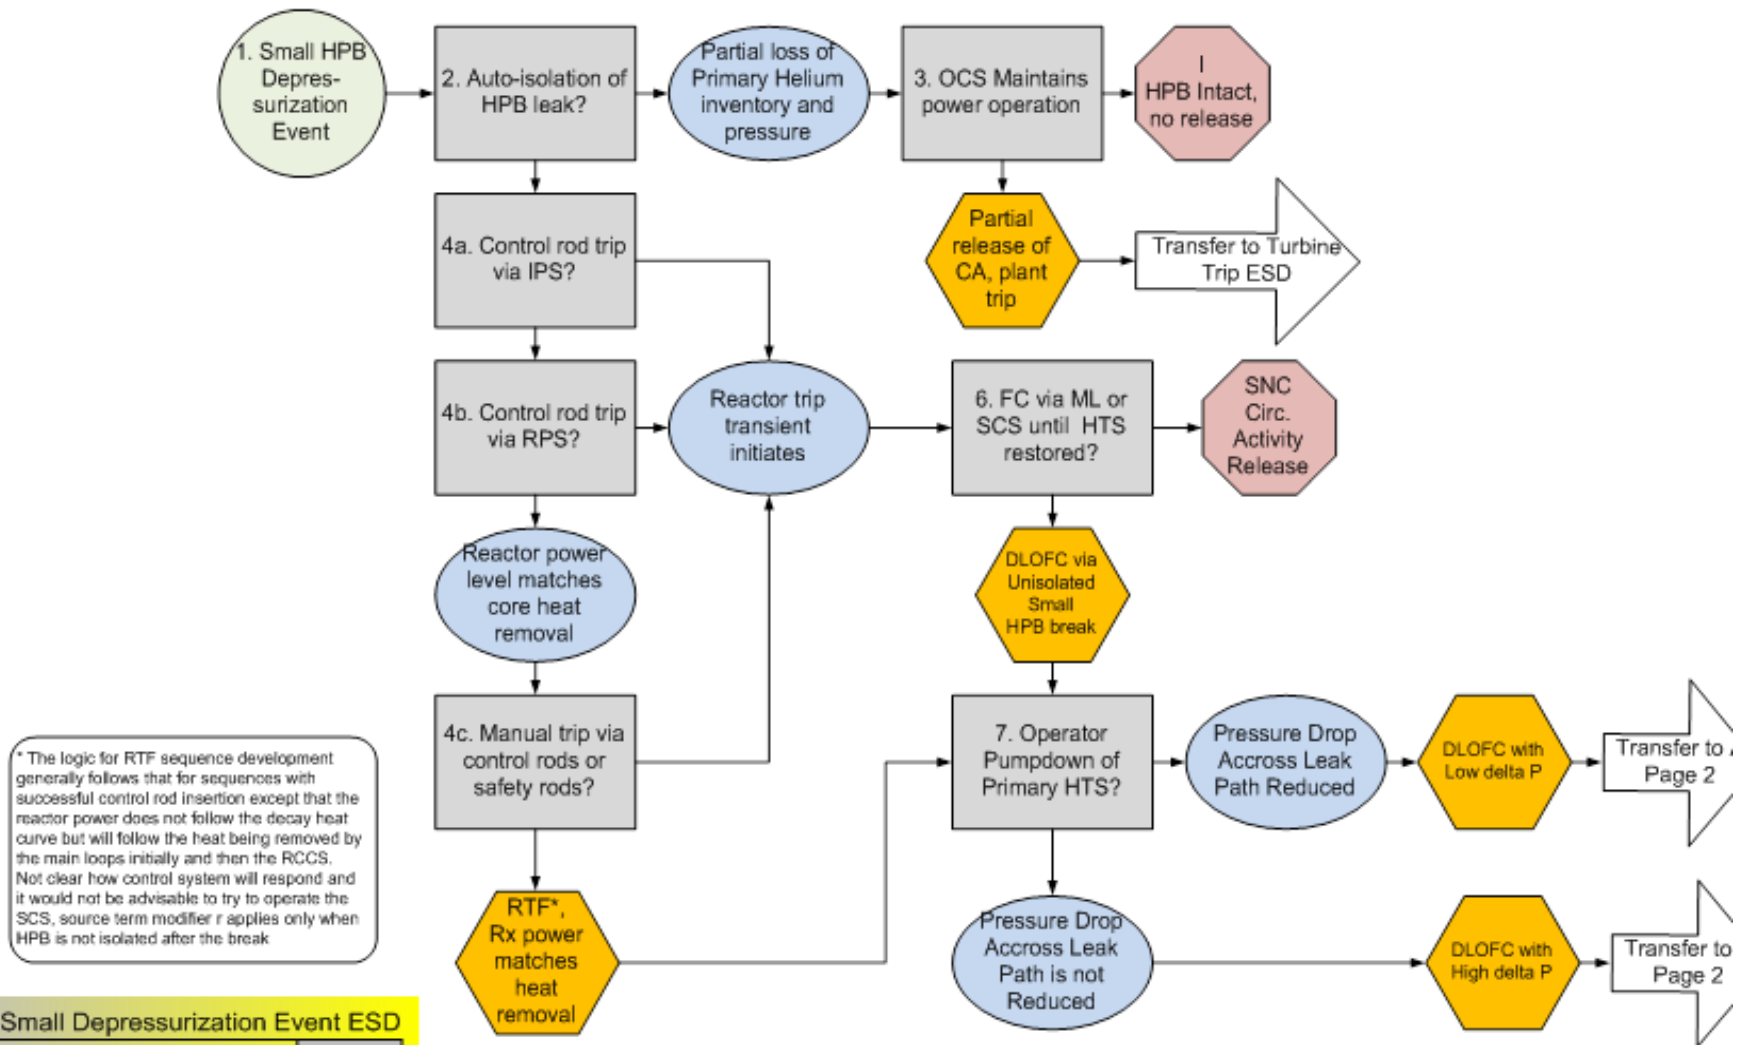 1. Small HPB
Depres-
surization
Event
2. Auto-isolation of
HPB leak?
Partial loss of
Primary Helium
inventory and
pressure
3. OCS Maintains
power operation
I
HPB Intact,
no release
4a. Control rod trip
via IPS?
Partial
release of
CA, plant
trip
Transfer to Turbine
Trip ESD
4b. Control rod trip
via RPS?
Reactor trip
transient
initiates
6. FC via ML or
SCS until HTS
restored?
SNC
Circ.
Activity
Release
Reactor power
level matches
core heat
removal
DLOFC via
Unisolated
Small
HPB break
4c. Manual trip via
control rods or
safety rods?
7. Operator
Pumpdown of
Primary HTS?
Pressure Drop
Accross Leak
Path Reduced
DLOFC with
Low delta P
Transfer to
Page 2
* The logic for RTF sequence development
generally follows that for sequences with
successful control rod insertion except that the
reactor power does not follow the decay heat
curve but will follow the heat being removed by
the main loops initially and then the RCCS.
Not clear how control system will respond and
it would not be advisable to try to operate the
SCS, source term modifier r applies only when
HPB is not isolated after the break
RTF*,
Rx power
matches
heat
removal
Pressure Drop
Accross Leak
Path is not
Reduced
DLOFC with
High delta P
Transfer to
Page 2
Small Depressurization Event ESD